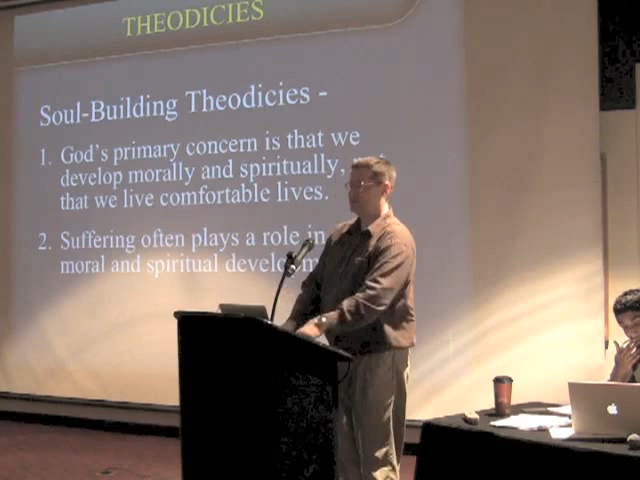 THEODICIES
Soul-Building Theodicies -
1. God's primary concern is that we
develop morally and spiritually,
that we live comfortable lives.
2. Suffering often plays a role in
moral and spiritual